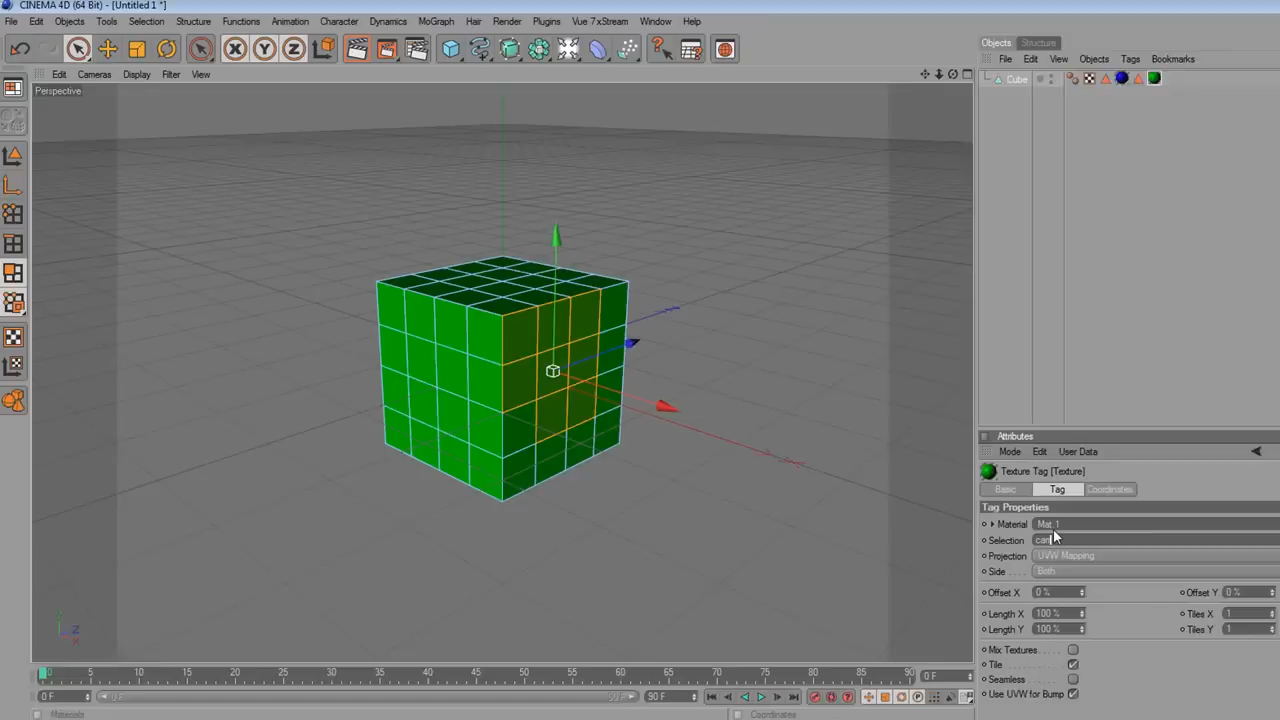 CINEMA 4D (64 Bit) - [Untitled 1 *]
File Edit Objects Tools Selection Structure Functions Animation Character Dynamics MoGraph Hair Render Plugins Vue 7xStream Window Help
Edit Cameras Display Filter View
Perspective
Y
Z
X
0 5 10 15 20 25 30 35 40 45 50 55 60 65 70 75 80 85 90 0 F
0 F 0 F 90 F 90 F
Materials Coordinates
Objects Structure
File Edit View Objects Tags Bookmarks
Cube
Attributes
Mode Edit User Data
Texture Tag [Texture]
Basic Tag Coordinates
Tag Properties
Material Mat.1
Selection
Projection UVW Mapping
Side . . . . Both
Offset X 0 % Offset Y 0 %
Length X 100 % Tiles X 1
Length Y 100 % Tiles Y 1
Mix Textures . . . .
Tile
Seamless
Use UVW for Bump